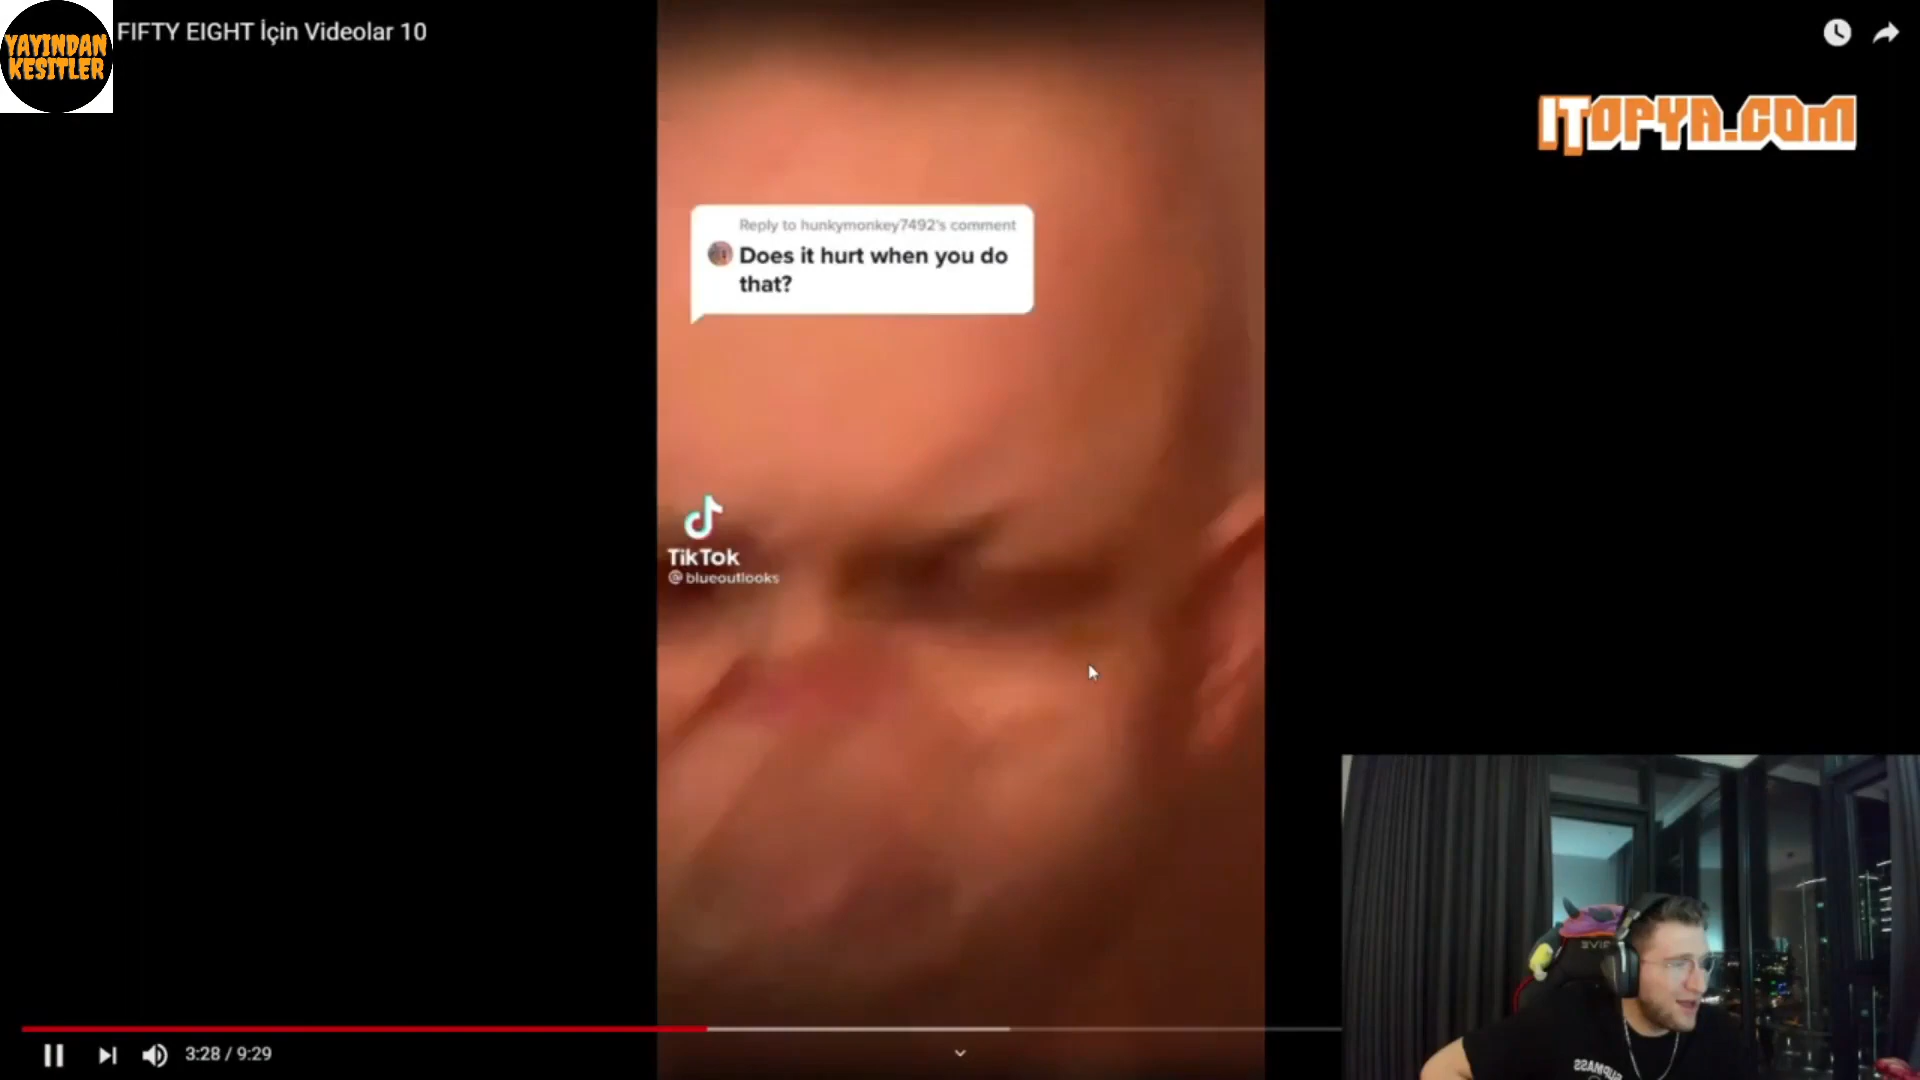 YAYINDAN
KESİTLER
FIFTY EIGHT İçin Videolar 10
ITOPYA.COM
Reply to hunkymonkey7492's comment
Does it hurt when you do
that?
TikTok
@blueoutlooks
3:28 / 9:29